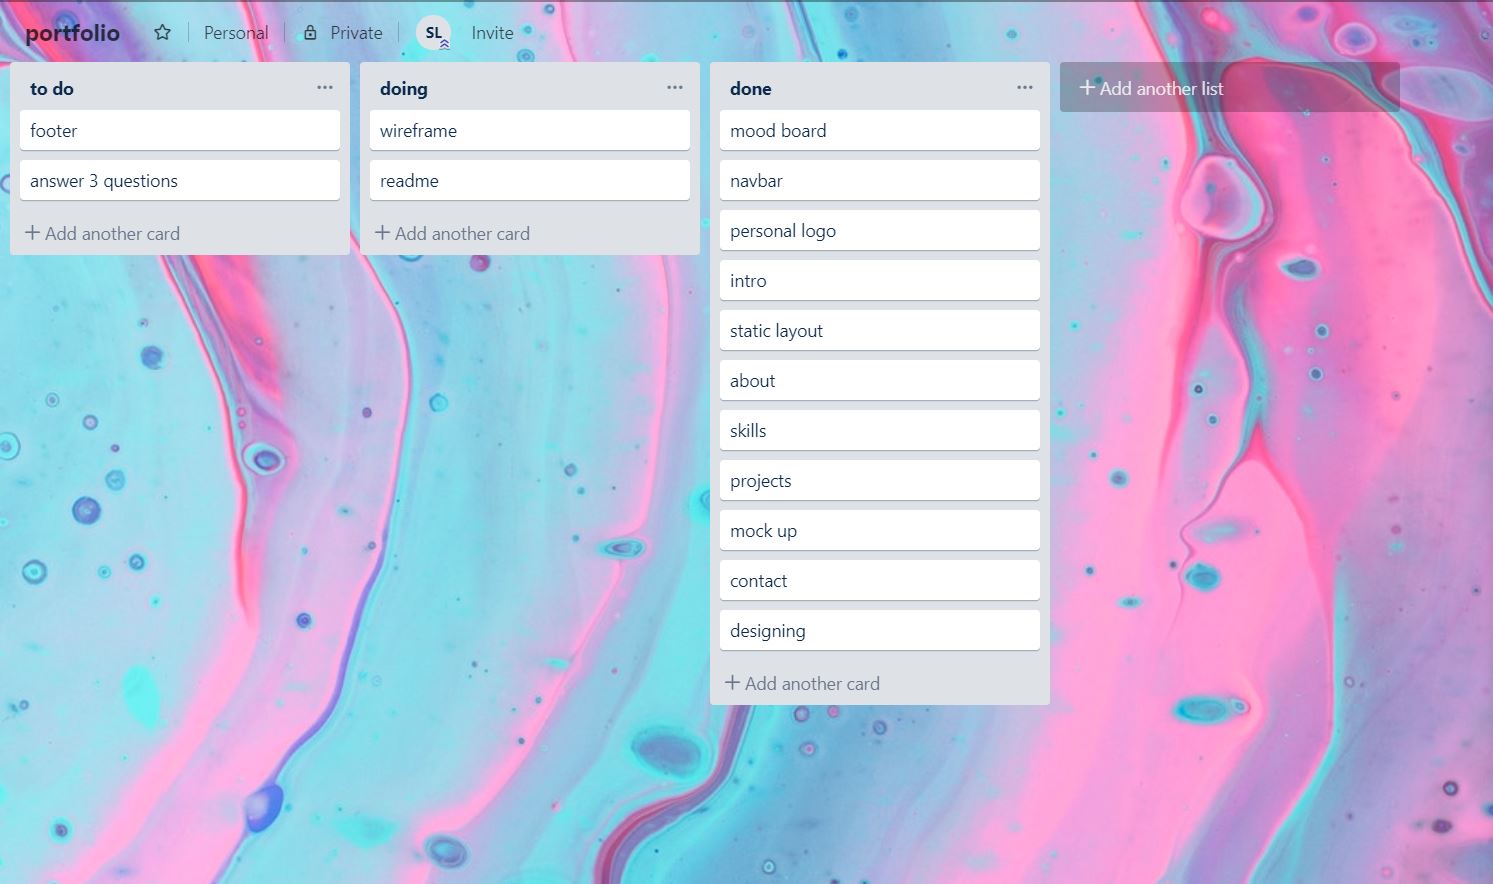 portfolio Personal Private SL Invite
to do
footer
answer 3 questions
Add another card
doing
wireframe
readme
Add another card
done
mood board
navbar
personal logo
intro
static layout
about
skills
projects
mock up
contact
designing
Add another card
Add another list